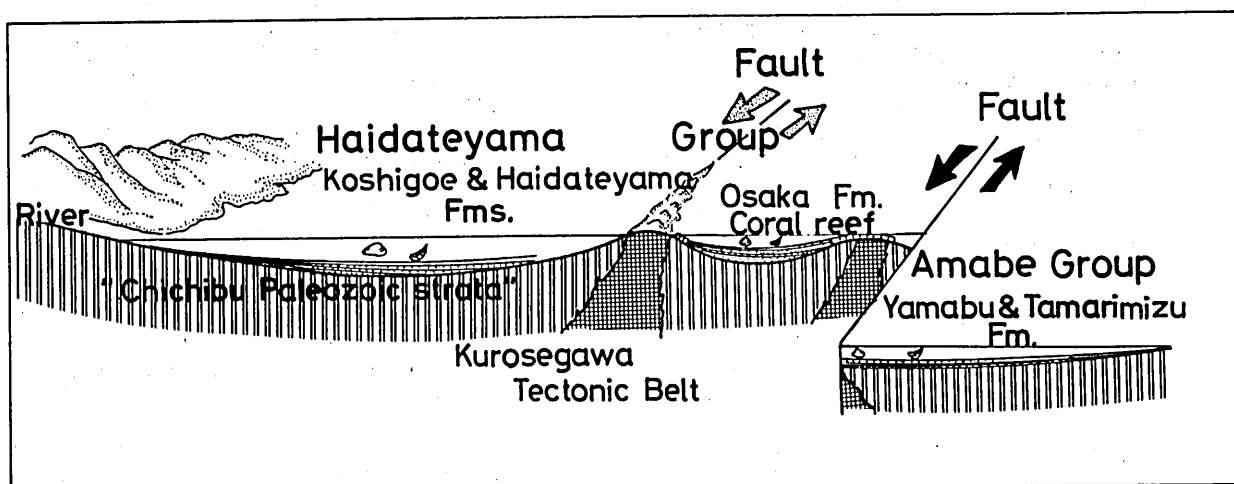 Fault
Fault
Haidateyama Group
Koshigoe & Haidateyama
Fms.
Osaka Fm.
Coral reef
River
Amabe Group
Yamabu & Tamarimizu
Fm.
"Chichibu Paleozoic strata"
Kurosegawa
Tectonic Belt